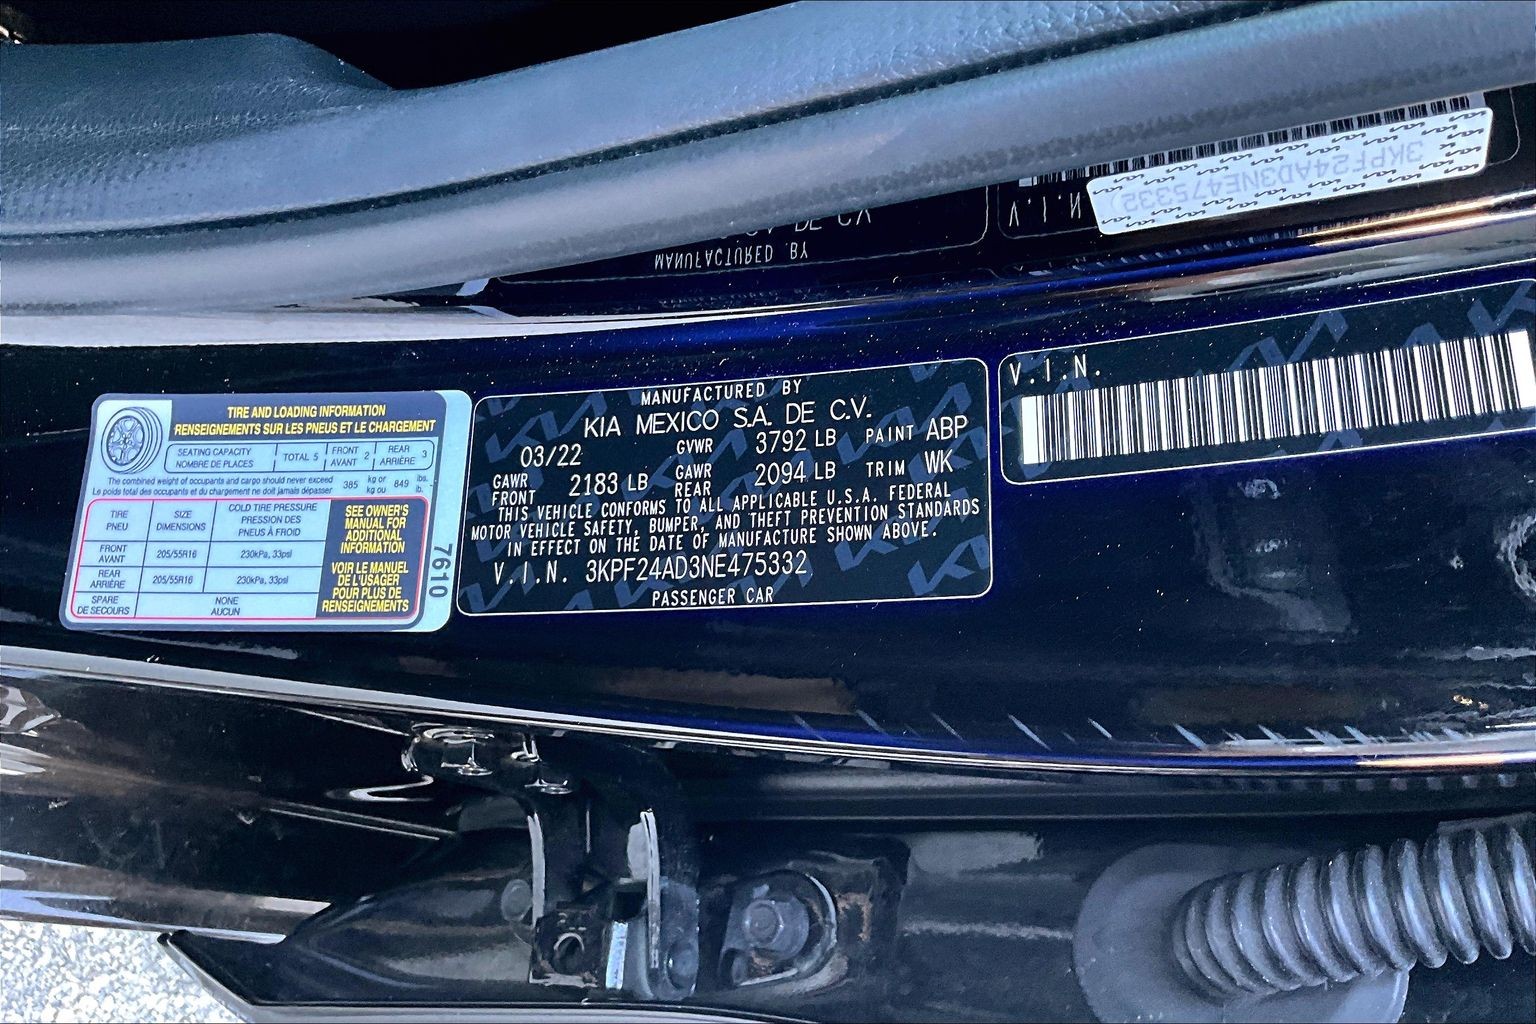 V.I.N
3KPF24AD3NE475332
DE CV
MANUFACTURED BY
TIRE AND LOADING INFORMATION
RENSEIGNEMENTS SUR LES PNEUS ET LE CHARGEMENT
SEATING CAPACITY
NOMBRE DE PLACES
TOTAL 5
FRONT
AVANT 2
REAR
ARRIÈRE 3
The combined weight of occupants and cargo should never exceed
Le poids total des occupants et du chargement ne doit jamais dépasser
385 kg or
kg ou
849 lbs.
lb.
TIRE
PNEU
SIZE
DIMENSIONS
COLD TIRE PRESSURE
PRESSION DES
PNEUS À FROID
FRONT
AVANT
205/55R16
230kPa, 33psi
REAR
ARRIÈRE
205/55R16
230kPa, 33psi
SPARE
DE SECOURS
NONE
AUCUN
SEE OWNER'S
MANUAL FOR
ADDITIONAL
INFORMATION
VOIR LE MANUEL
DE L'USAGER
POUR PLUS DE
RENSEIGNEMENTS
7610
MANUFACTURED BY
KIA MEXICO S.A. DE C.V.
03/22 GVWR 3792 LB PAINT ABP
GAWR
FRONT 2183 LB
GAWR
REAR 2094 LB TRIM WK
THIS VEHICLE CONFORMS TO ALL APPLICABLE U.S.A. FEDERAL
MOTOR VEHICLE SAFETY, BUMPER, AND THEFT PREVENTION STANDARDS
IN EFFECT ON THE DATE OF MANUFACTURE SHOWN ABOVE.
V.I.N. 3KPF24AD3NE475332
PASSENGER CAR
V.I.N.